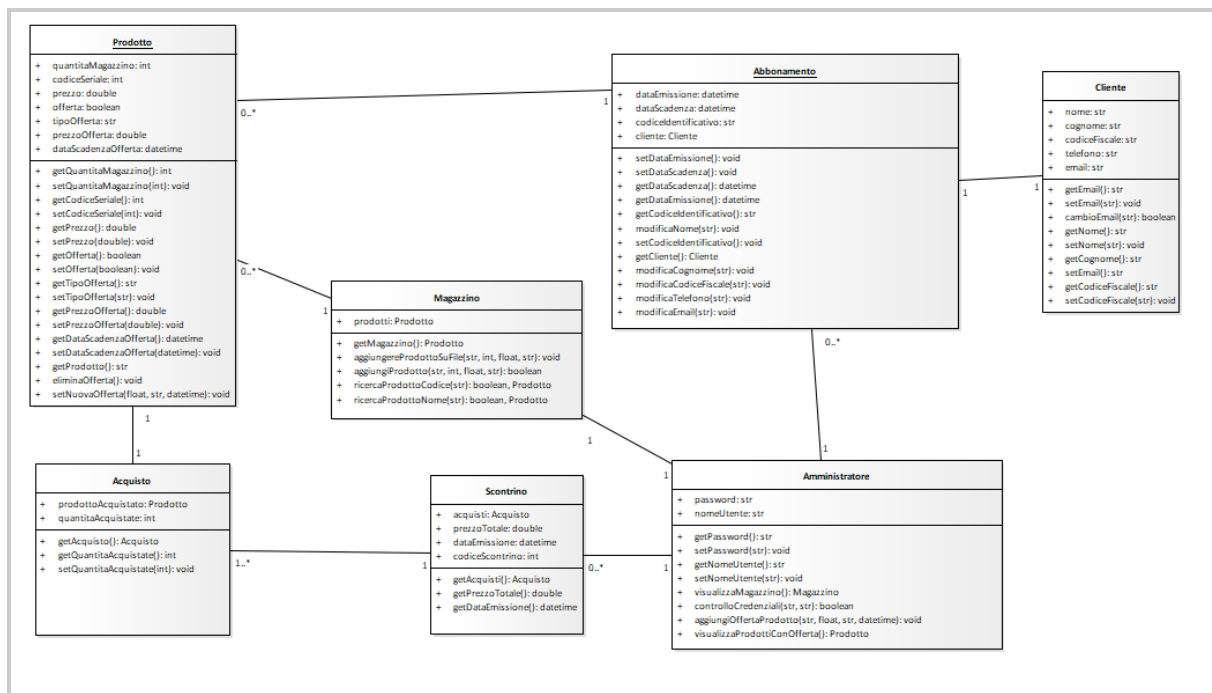 Prodotto
+ quantitaMagazzino: int
+ codiceSeriale: int
+ prezzo: double
+ offerta: boolean
+ tipoOfferta: str
+ prezzoOfferta: double
+ dataScadenzaOfferta: datetime
+ getQuantitaMagazzino(): int
+ setQuantitaMagazzino(int): void
+ getCodiceSeriale(): int
+ setCodiceSeriale(int): void
+ getPrezzo(): double
+ setPrezzo(double): void
+ getOfferta(): boolean
+ setOfferta(boolean): void
+ getTipoOfferta(): str
+ setTipoOfferta(str): void
+ getPrezzoOfferta(): double
+ setPrezzoOfferta(double): void
+ getDataScadenzaOfferta(): datetime
+ setDataScadenzaOfferta(datetime): void
+ getProdotto(): str
+ eliminaOfferta(): void
+ setNuovaOfferta(float, str, datetime): void
0..*
1
0..*
1
1
1
Abbonamento
+ dataEmissione: datetime
+ dataScadenza: datetime
+ codiceIdentificativo: str
+ cliente: Cliente
+ setDataEmissione(): void
+ setDataScadenza(): void
+ getDataScadenza(): datetime
+ getDataEmissione(): datetime
+ getCodiceIdentificativo(): str
+ modificaNome(str): void
+ setCodiceIdentificativo(): void
+ getCliente(): Cliente
+ modificaCognome(str): void
+ modificaCodiceFiscale(str): void
+ modificaTelefono(str): void
+ modificaEmail(str): void
1
1
0..*
1
Cliente
+ nome: str
+ cognome: str
+ codiceFiscale: str
+ telefono: str
+ email: str
+ getEmail(): str
+ setEmail(str): void
+ cambioEmail(str): boolean
+ getNome(): str
+ setNome(str): void
+ getCognome(): str
+ setEmail(): str
+ getCodiceFiscale(): str
+ setCodiceFiscale(str): void
Magazzino
+ prodotti: Prodotto
+ getMagazzino(): Prodotto
+ aggiungereProdottoSuFile(str, int, float, str): void
+ aggiungiProdotto(str, int, float, str): boolean
+ ricercaProdottoCodice(str): boolean, Prodotto
+ ricercaProdottoNome(str): boolean, Prodotto
1
1
Acquisto
+ prodottoAcquistato: Prodotto
+ quantitaAcquistate: int
+ getAcquisto(): Acquisto
+ getQuantitaAcquistate(): int
+ setQuantitaAcquistate(int): void
1..*
1
Scontrino
+ acquisti: Acquisto
+ prezzoTotale: double
+ dataEmissione: datetime
+ codiceScontrino: int
+ getAcquisti(): Acquisto
+ getPrezzoTotale(): double
+ getDataEmissione(): datetime
0..*
1
Amministratore
+ password: str
+ nomeUtente: str
+ getPassword(): str
+ setPassword(str): void
+ getNomeUtente(): str
+ setNomeUtente(str): void
+ visualizzaMagazzino(): Magazzino
+ controlloCredenziali(str, str): boolean
+ aggiungiOffertaProdotto(str, float, str, datetime): void
+ visualizzaProdottiConOfferta(): Prodotto